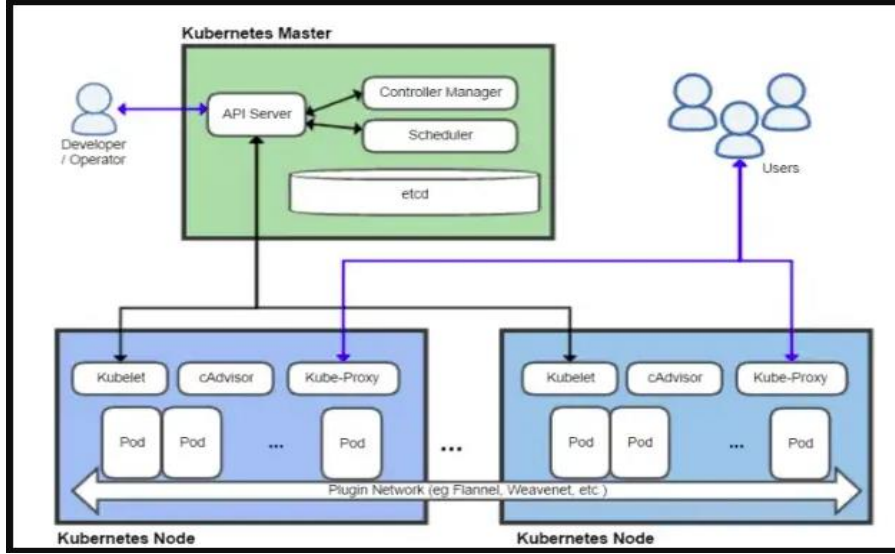 Kubernetes Master
API Server
Controller Manager
Scheduler
etcd
Developer
/ Operator
Users
Kubelet
cAdvisor
Kube-Proxy
Pod
Pod
...
Pod
...
Kubelet
cAdvisor
Kube-Proxy
Pod
Pod
...
Pod
Plugin Network (eg Flannel, Weavenet, etc.)
Kubernetes Node
Kubernetes Node